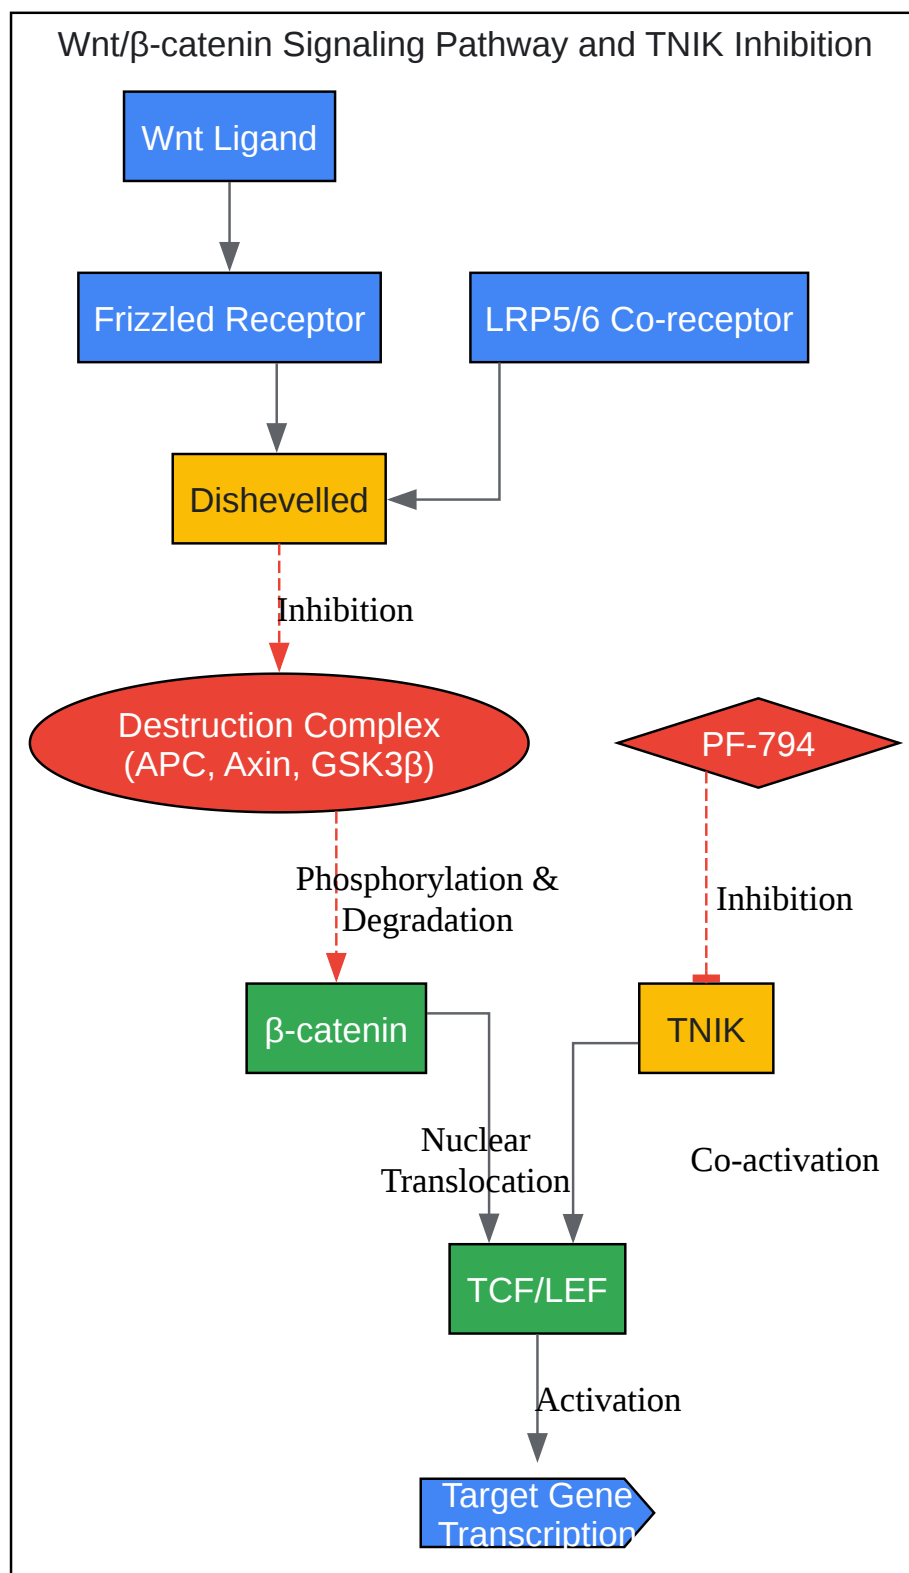 Wnt/β-catenin Signaling Pathway and TNIK Inhibition
Wnt Ligand
Frizzled Receptor
LRP5/6 Co-receptor
Dishevelled
Inhibition
Destruction Complex
(APC, Axin, GSK3β)
PF-794
Phosphorylation &
Degradation
Inhibition
β-catenin
TNIK
Nuclear
Translocation
Co-activation
TCF/LEF
Activation
Target Gene
Transcription